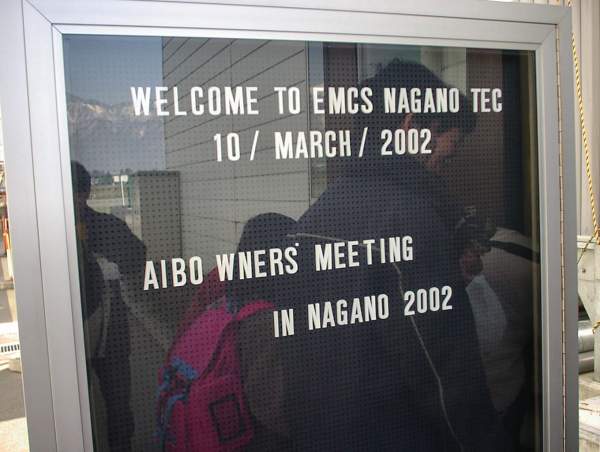 WELCOME TO EMCS NAGANO TEC
10 / MARCH / 2002
AIBO WNERS' MEETING
IN NAGANO 2002